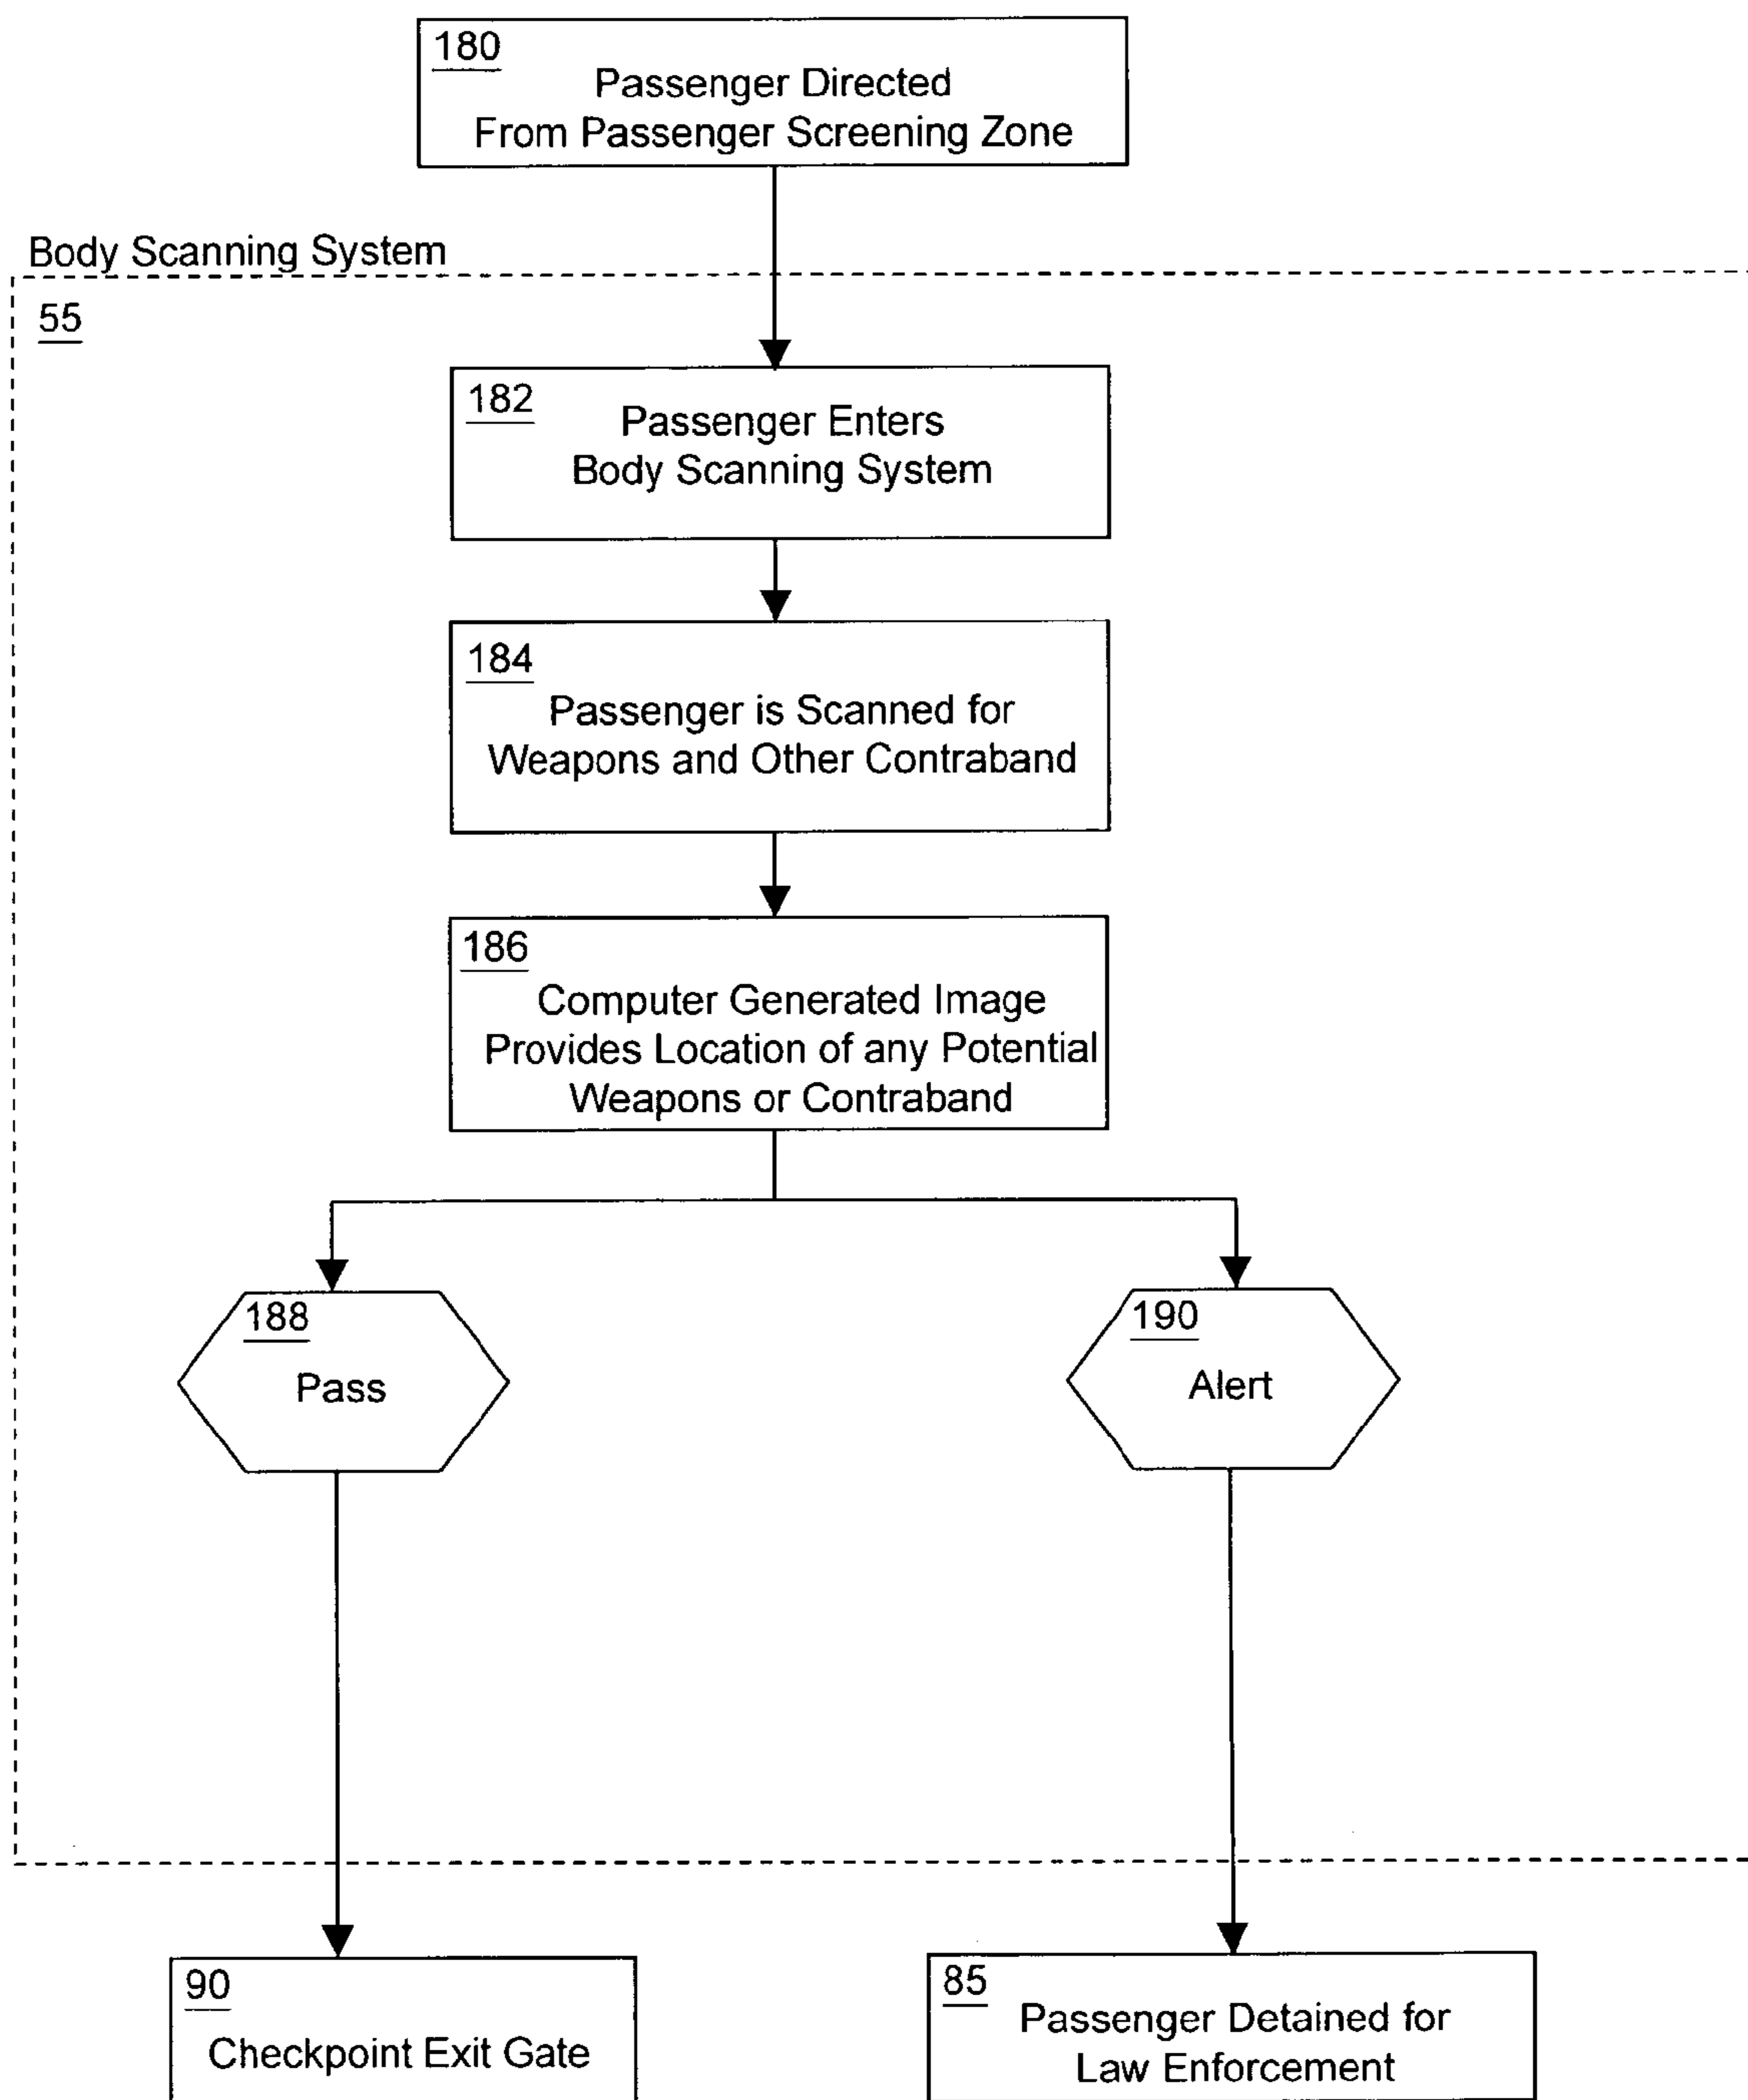 180
Passenger Directed
From Passenger Screening Zone
Body Scanning System
55
182
Passenger Enters
Body Scanning System
184
Passenger is Scanned for
Weapons and Other Contraband
186
Computer Generated Image
Provides Location of any Potential
Weapons or Contraband
188
Pass
190
Alert
90
Checkpoint Exit Gate
85
Passenger Detained for
Law Enforcement